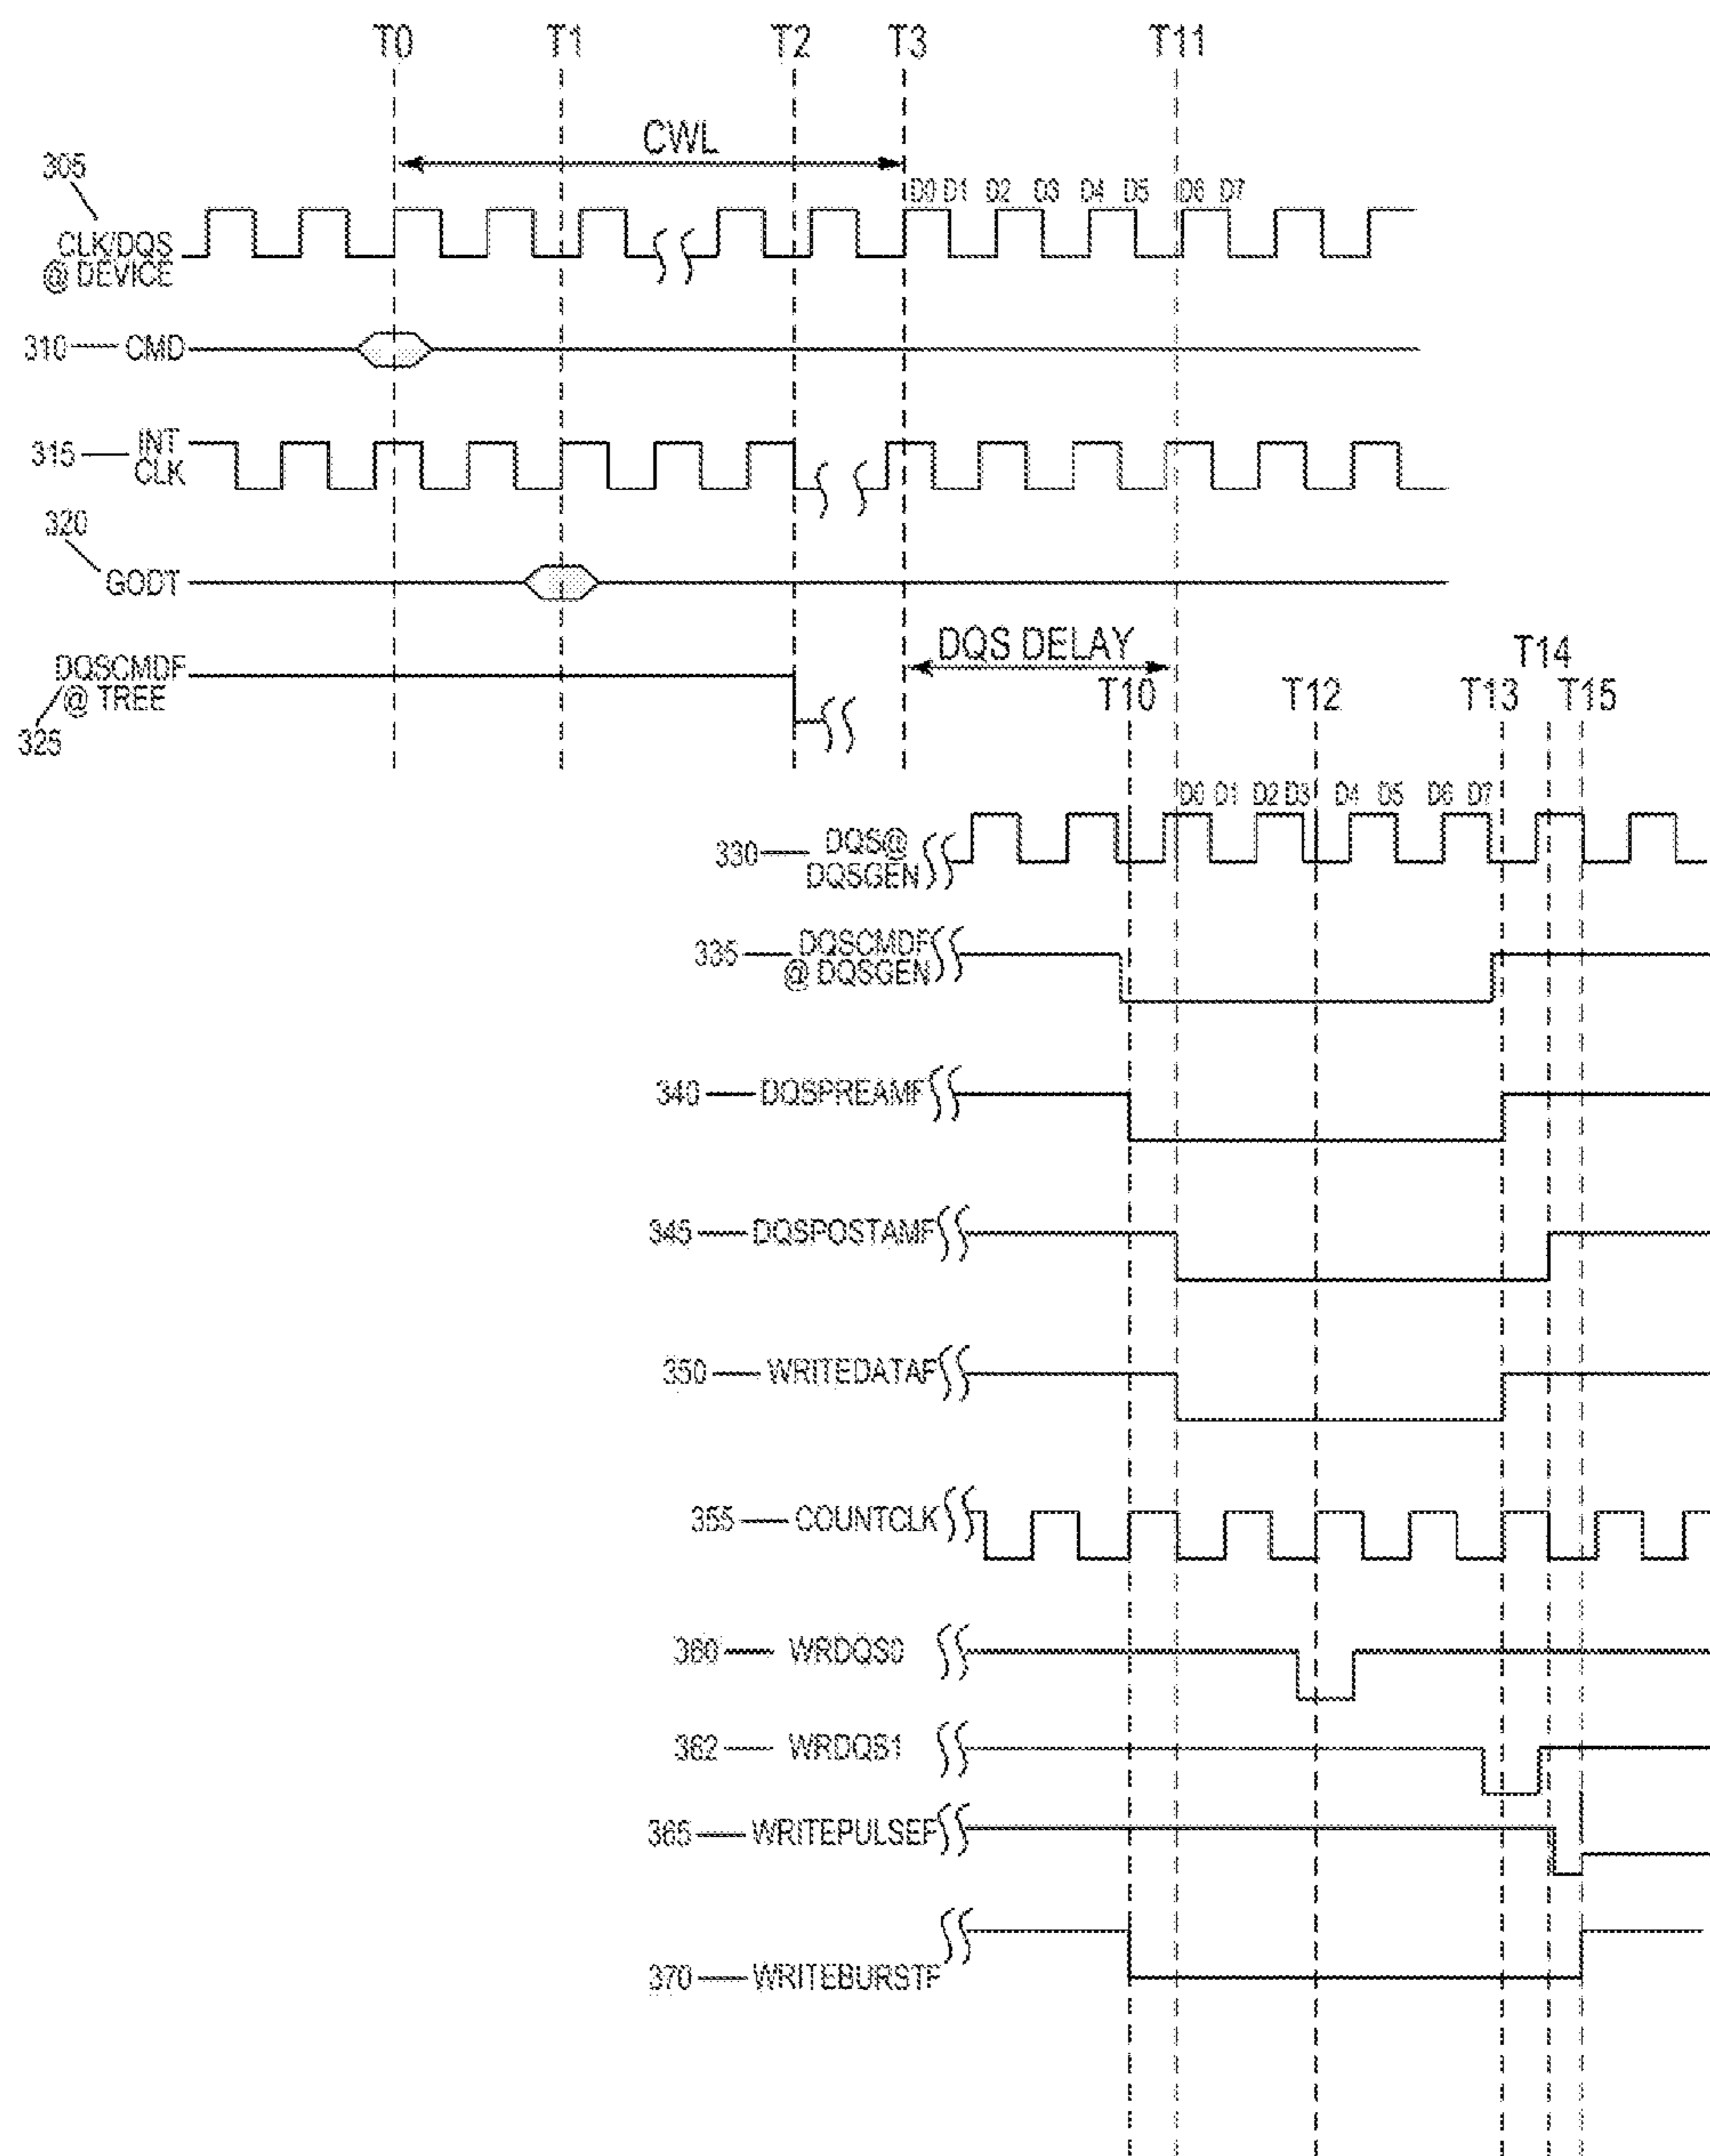 T0 T1 T2 T3 T11
CWL
305
D0 D1 D2 D3 D4 D5 D6 D7
CLK/DQS
@ DEVICE
310 CMD
315 INT
CLK
320
GODT
DQS DELAY
T14
DQSCMDF
@ TREE
325
T10 T12 T13 T15
D0 D1 D2 D3 D4 D5 D6 D7
330 DQS@
DQSGEN
335 DQSCMDF
@ DQSGEN
340 DQSPREAMF
345 DQSPOSTAMF
350 WRITEDATAF
355 COUNTCLK
360 WRDQS0
362 WRDQS1
365 WRITEPULSEF
370 WRITEBURSTF